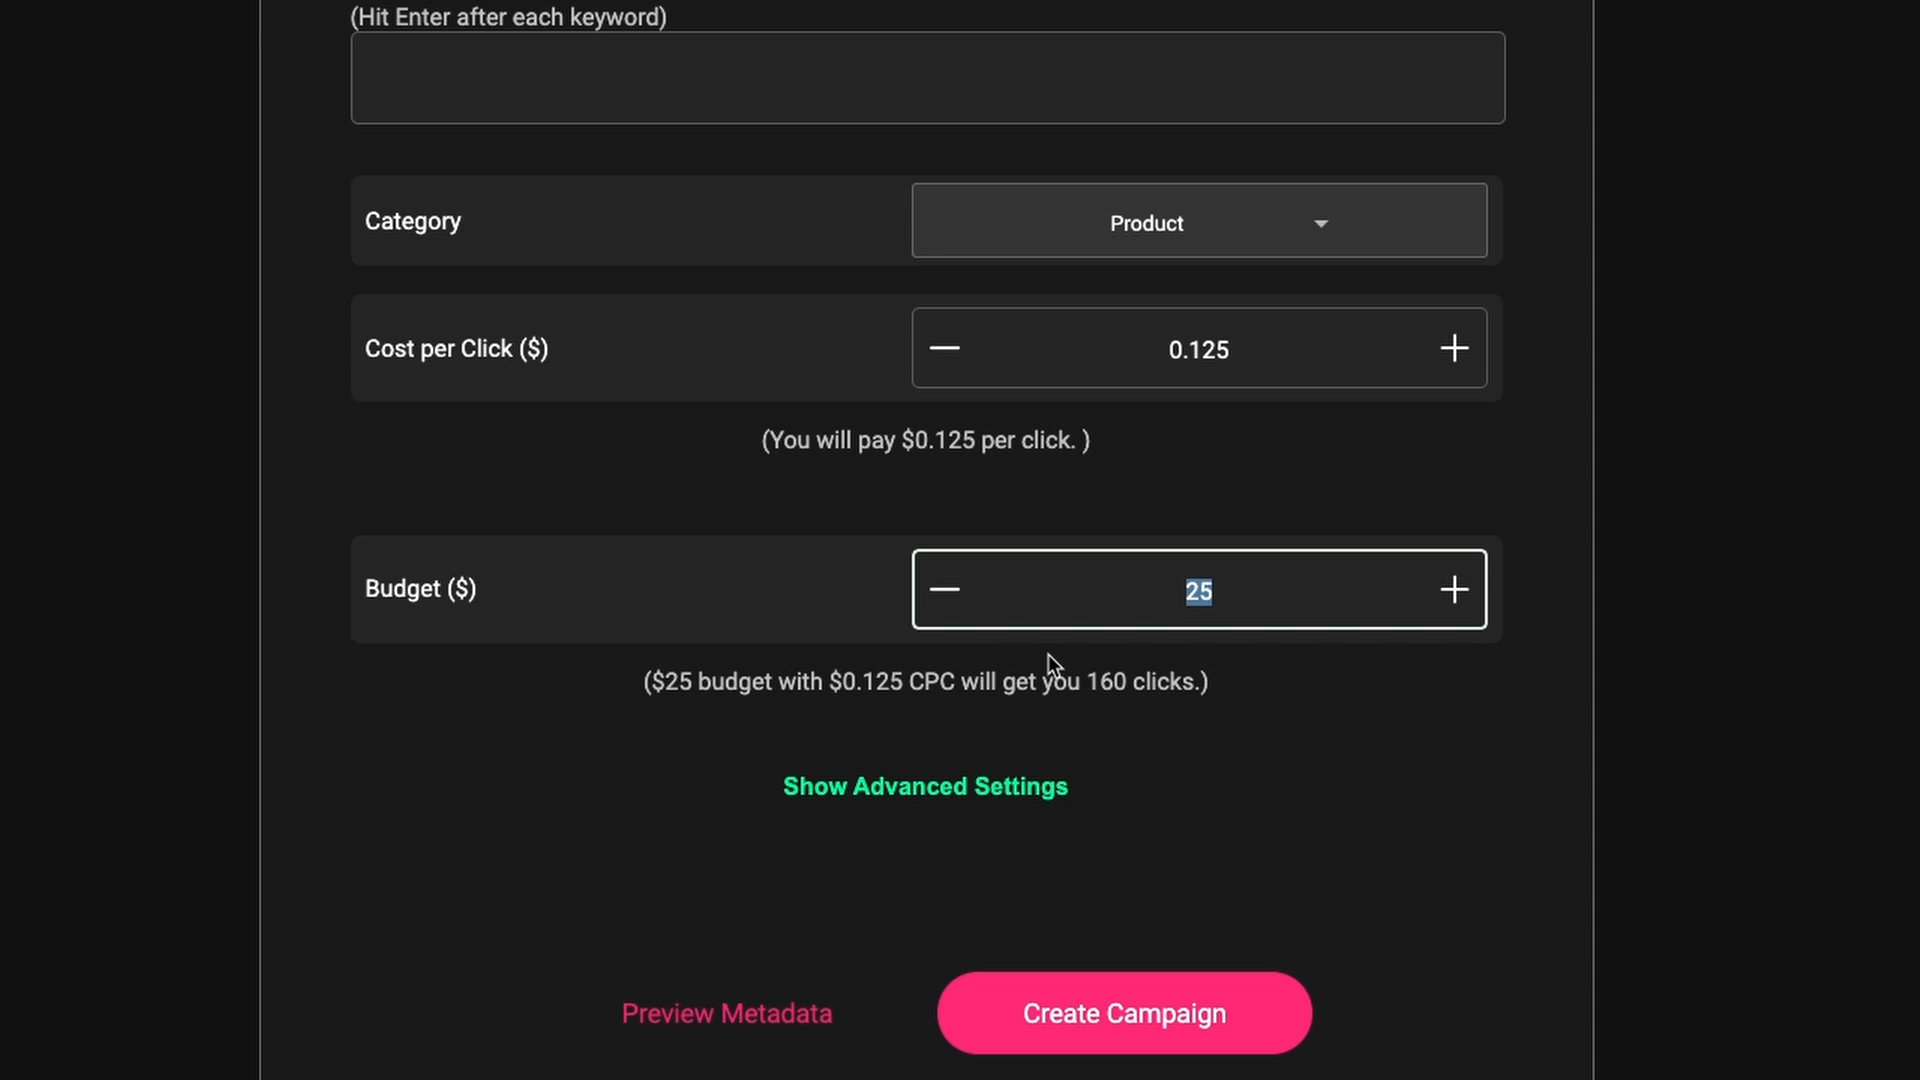 (Hit Enter after each keyword)
Category
Product
Cost per Click ($)
0.125
(You will pay $0.125 per click. )
Budget ($)
25
($25 budget with $0.125 CPC will get you 160 clicks.)
Show Advanced Settings
Preview Metadata
Create Campaign